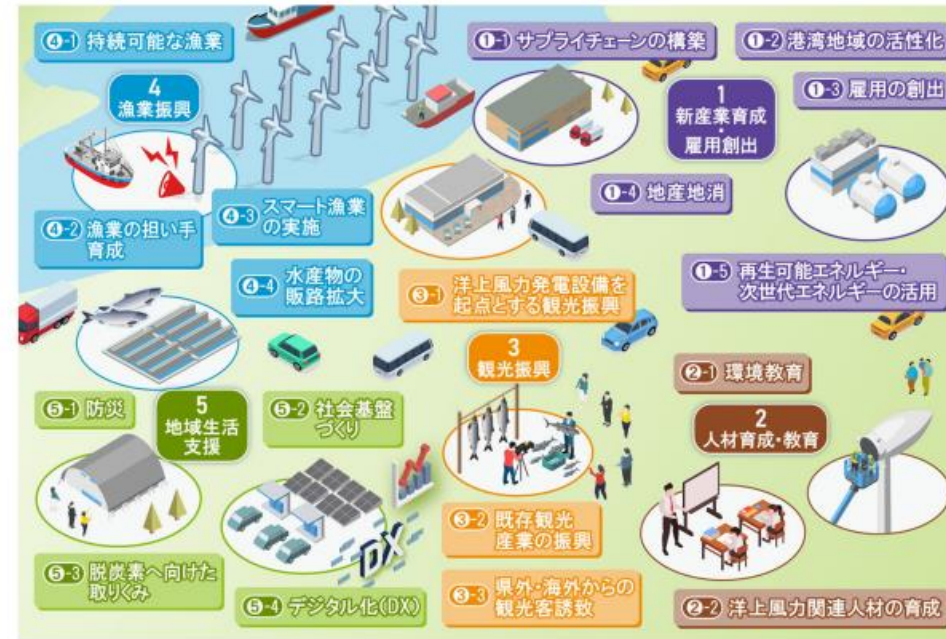 ④-1 持続可能な漁業
4
漁業振興
④-2 漁業の担い手
育成
④-3 スマート漁業
の実施
④-4 水産物の
販路拡大
①-1 サプライチェーンの構築
①-2 港湾地域の活性化
1
新産業育成
・
雇用創出
①-3 雇用の創出
①-4 地産地消
①-5 再生可能エネルギー・
次世代エネルギーの活用
③-1 洋上風力発電設備を
起点とする観光振興
3
観光振興
③-2 既存観光
産業の振興
③-3 県外・海外からの
観光客誘致
②-1 環境教育
2
人材育成・教育
②-2 洋上風力関連人材の育成
⑤-1 防災
5
地域生活
支援
⑤-2 社会基盤
づくり
DX
⑤-3 脱炭素へ向けた
取りくみ
⑤-4 デジタル化(DX)